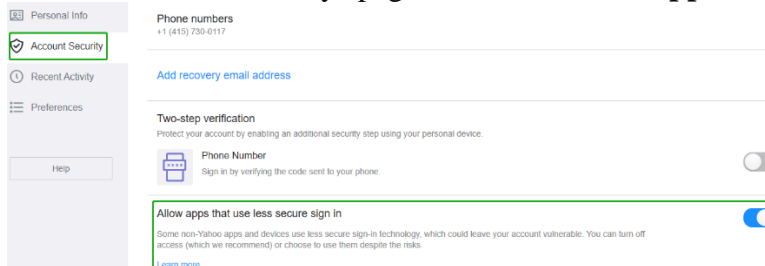 Personal Info
Account Security
Recent Activity
Preferences
Help
Phone numbers
+1 (415) 730-0117
Add recovery email address
Two-step verification
Protect your account by enabling an additional security step using your personal device.
Phone Number
Sign in by verifying the code sent to your phone.
Allow apps that use less secure sign in
Some non-Yahoo apps and devices use less secure sign-in technology, which could leave your account vulnerable. You can turn off
access (which we recommend) or choose to use them despite the risks.
Learn more